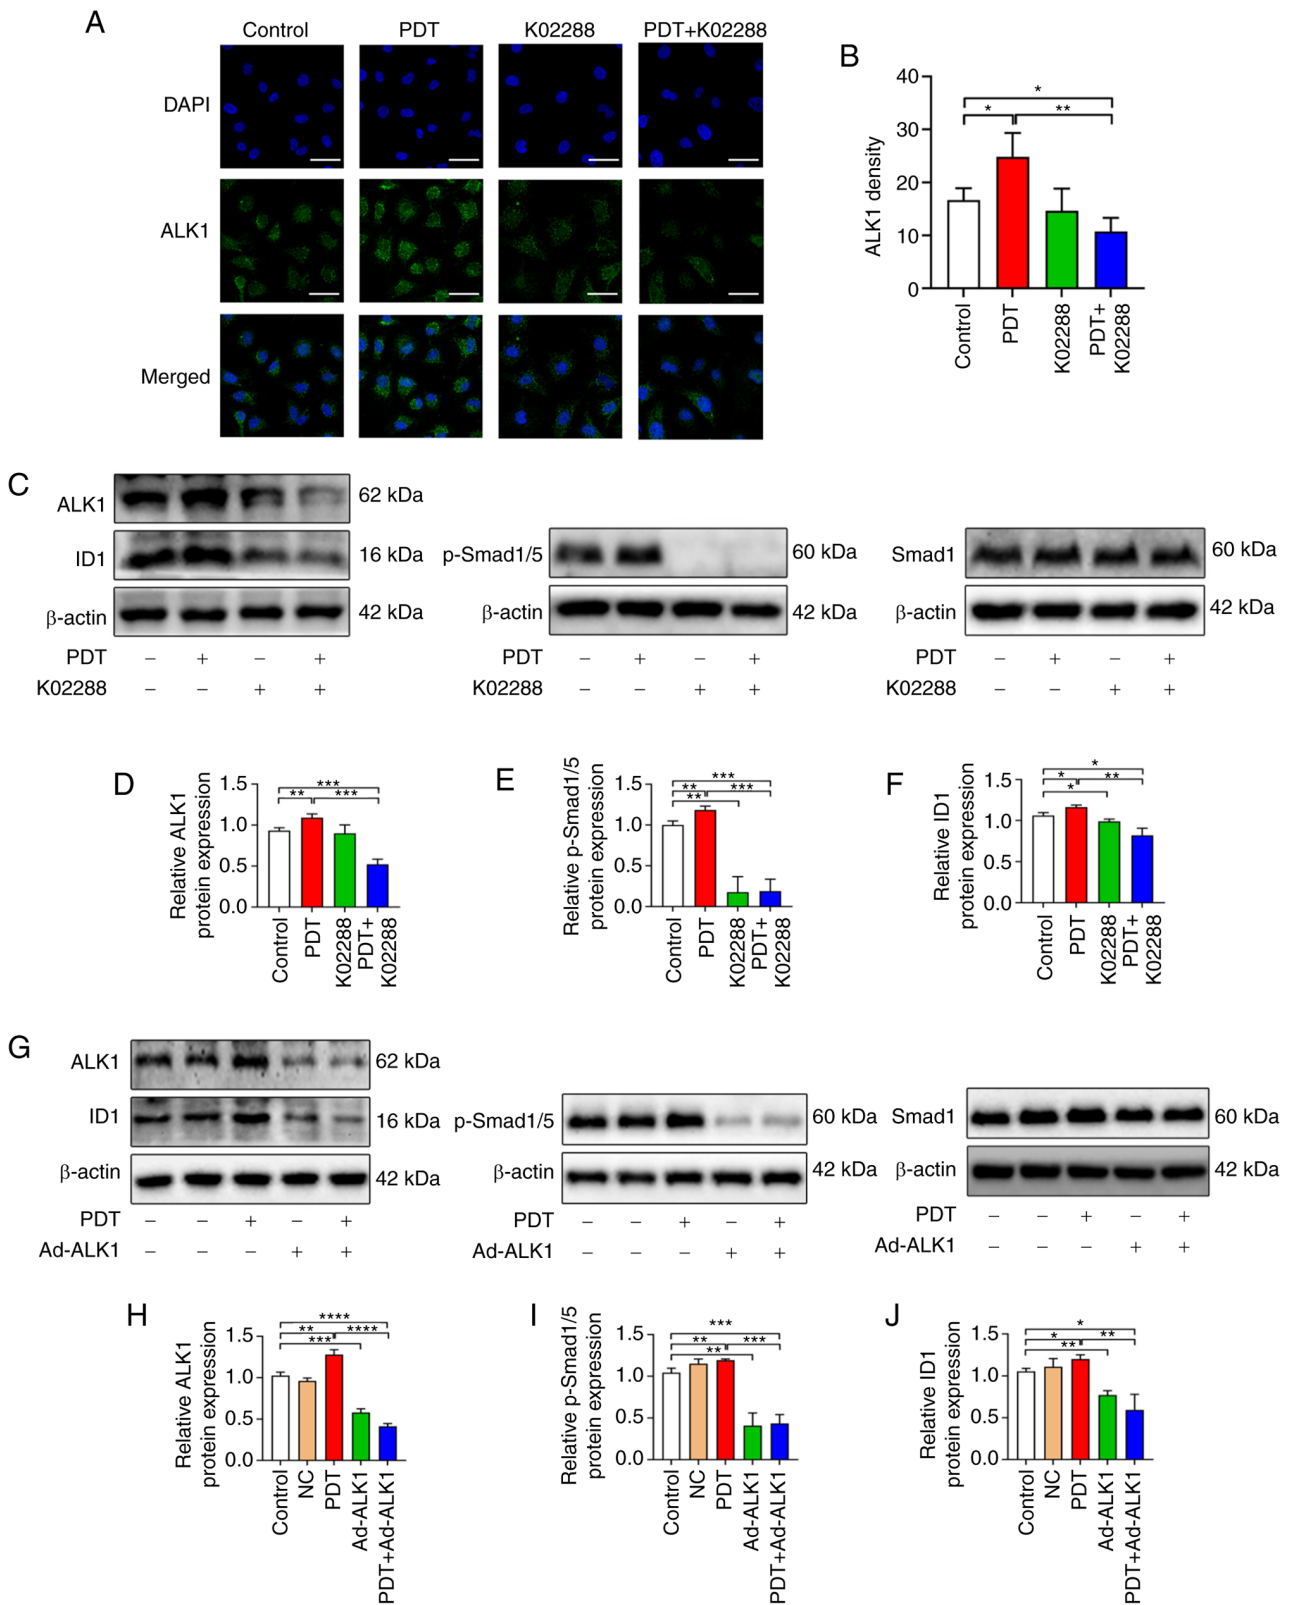 A
Control PDT K02288 PDT+K02288
DAPI
ALK1
Merged
B
ALK1 density
40
30
20
10
0
* ** *
Control
PDT
K02288
PDT+
K02288
C
ALK1 62 kDa
ID1 16 kDa
β-actin 42 kDa
PDT − + − +
K02288 − − + +
p-Smad1/5 60 kDa
β-actin 42 kDa
PDT − + − +
K02288 − − + +
Smad1 60 kDa
β-actin 42 kDa
PDT − + − +
K02288 − − + +
D
Relative ALK1
protein expression
1.5
1.0
0.5
0.0
***
** ***
Control
PDT
K02288
PDT+
K02288
E
Relative p-Smad1/5
protein expression
1.5
1.0
0.5
0.0
***
** ***
**
Control
PDT
K02288
PDT+
K02288
F
Relative ID1
protein expression
1.5
1.0
0.5
0.0
*
* **
*
Control
PDT
K02288
PDT+
K02288
G
ALK1 62 kDa
ID1 16 kDa
β-actin 42 kDa
PDT − − + − +
Ad-ALK1 − − − + +
p-Smad1/5 60 kDa
β-actin 42 kDa
PDT − − + − +
Ad-ALK1 − − − + +
Smad1 60 kDa
β-actin 42 kDa
PDT − − + − +
Ad-ALK1 − − − + +
H
Relative ALK1
protein expression
1.5
1.0
0.5
0.0
****
** ****
***
Control
NC
PDT
Ad-ALK1
PDT+Ad-ALK1
I
Relative p-Smad1/5
protein expression
1.5
1.0
0.5
0.0
***
** ***
**
Control
NC
PDT
Ad-ALK1
PDT+Ad-ALK1
J
Relative ID1
protein expression
1.5
1.0
0.5
0.0
*
* **
**
Control
NC
PDT
Ad-ALK1
PDT+Ad-ALK1